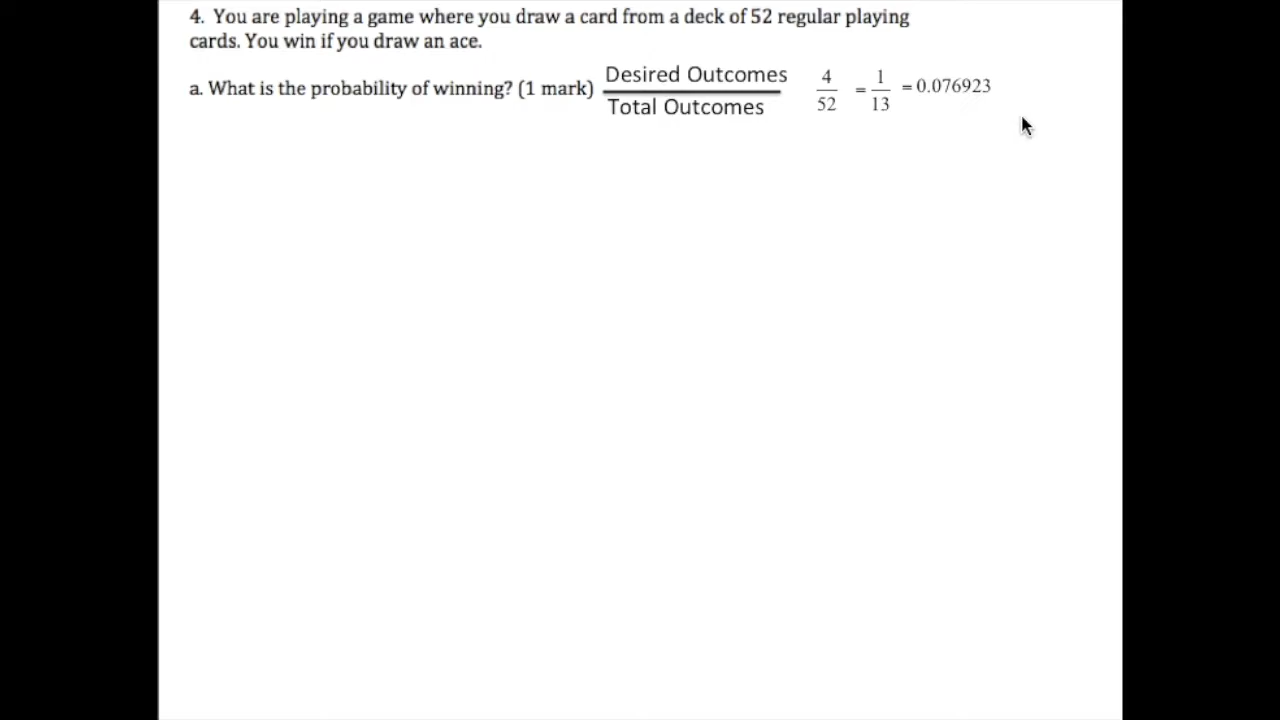 4. You are playing a game where you draw a card from a deck of 52 regular playing
cards. You win if you draw an ace.
a. What is the probability of winning? (1 mark)
Desired Outcomes
Total Outcomes
4
52
= 1
13
= 0.076923